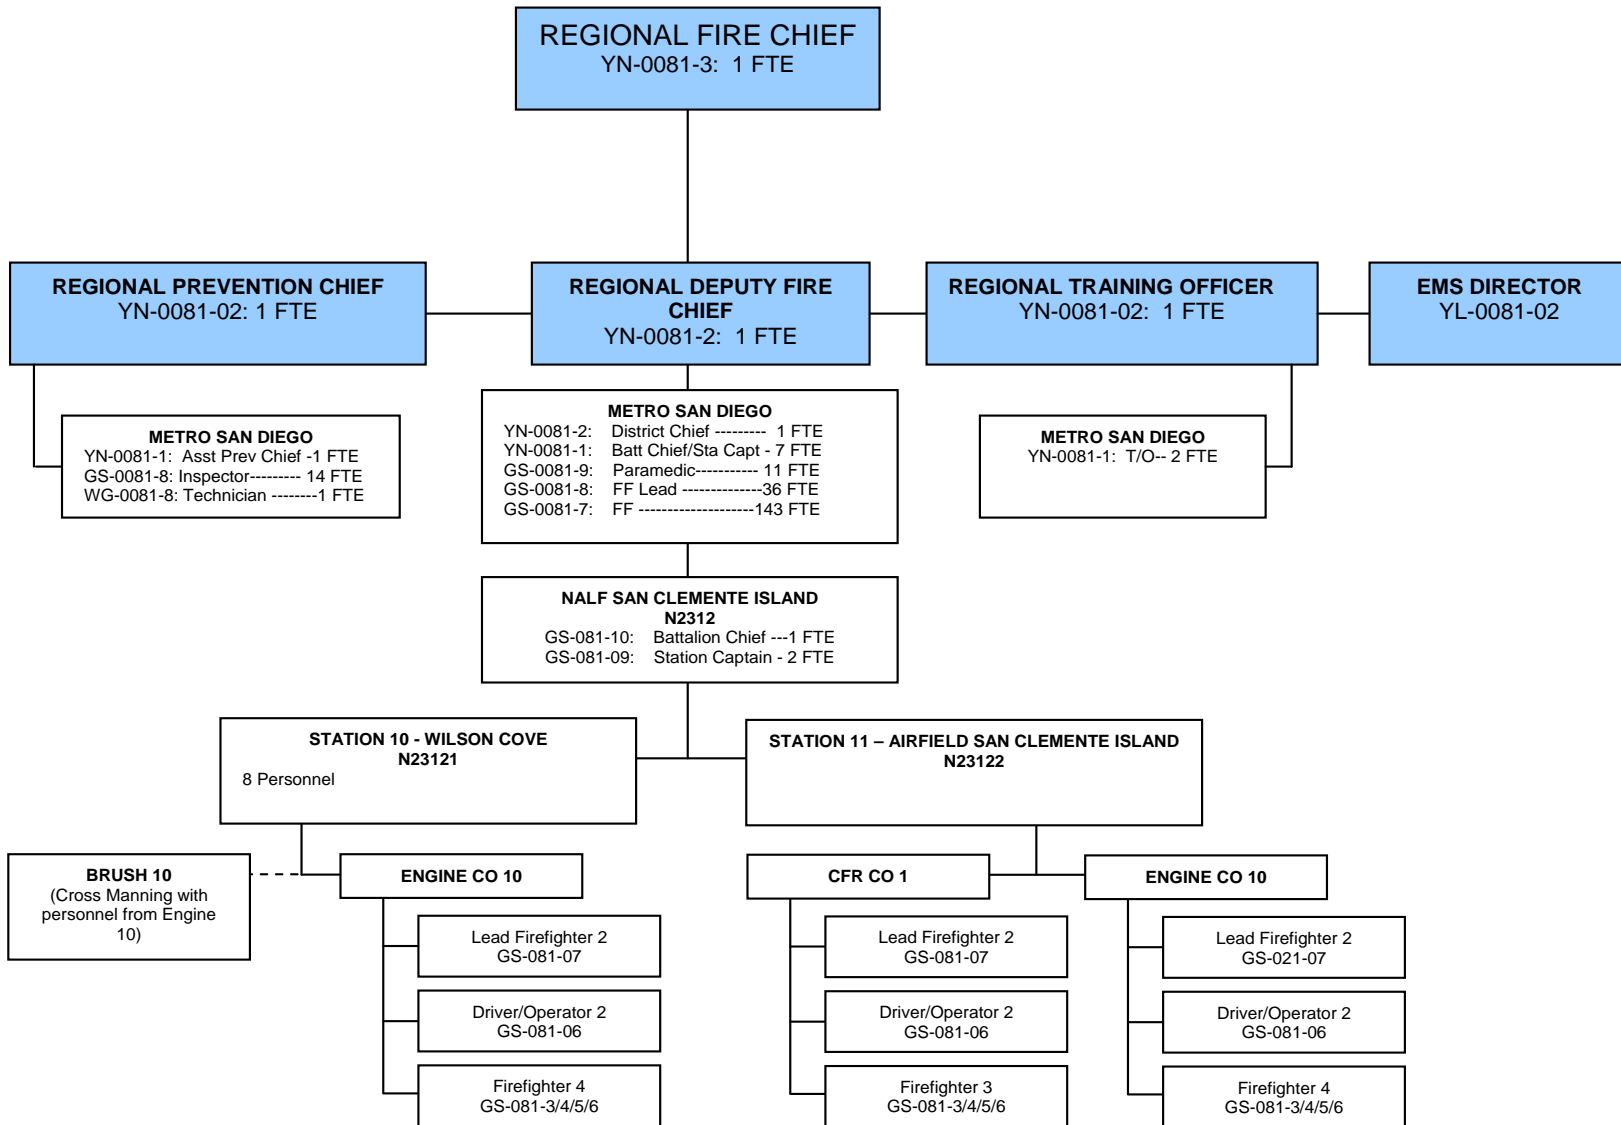 REGIONAL FIRE CHIEF
YN-0081-3: 1 FTE
REGIONAL PREVENTION CHIEF
YN-0081-02: 1 FTE
REGIONAL DEPUTY FIRE
CHIEF
YN-0081-2: 1 FTE
REGIONAL TRAINING OFFICER
YN-0081-02: 1 FTE
EMS DIRECTOR
YL-0081-02
METRO SAN DIEGO
YN-0081-1: Asst Prev Chief -1 FTE
GS-0081-8: Inspector--------- 14 FTE
WG-0081-8: Technician --------1 FTE
METRO SAN DIEGO
YN-0081-2: District Chief --------- 1 FTE
YN-0081-1: Batt Chief/Sta Capt - 7 FTE
GS-0081-9: Paramedic----------- 11 FTE
GS-0081-8: FF Lead --------------36 FTE
GS-0081-7: FF --------------------143 FTE
METRO SAN DIEGO
YN-0081-1: T/O-- 2 FTE
NALF SAN CLEMENTE ISLAND
N2312
GS-081-10: Battalion Chief ---1 FTE
GS-081-09: Station Captain - 2 FTE
STATION 10 - WILSON COVE
N23121
8 Personnel
STATION 11 – AIRFIELD SAN CLEMENTE ISLAND
N23122
BRUSH 10
(Cross Manning with
personnel from Engine
10)
ENGINE CO 10
Lead Firefighter 2
GS-081-07
Driver/Operator 2
GS-081-06
Firefighter 4
GS-081-3/4/5/6
CFR CO 1
Lead Firefighter 2
GS-081-07
Driver/Operator 2
GS-081-06
Firefighter 3
GS-081-3/4/5/6
ENGINE CO 10
Lead Firefighter 2
GS-021-07
Driver/Operator 2
GS-081-06
Firefighter 4
GS-081-3/4/5/6